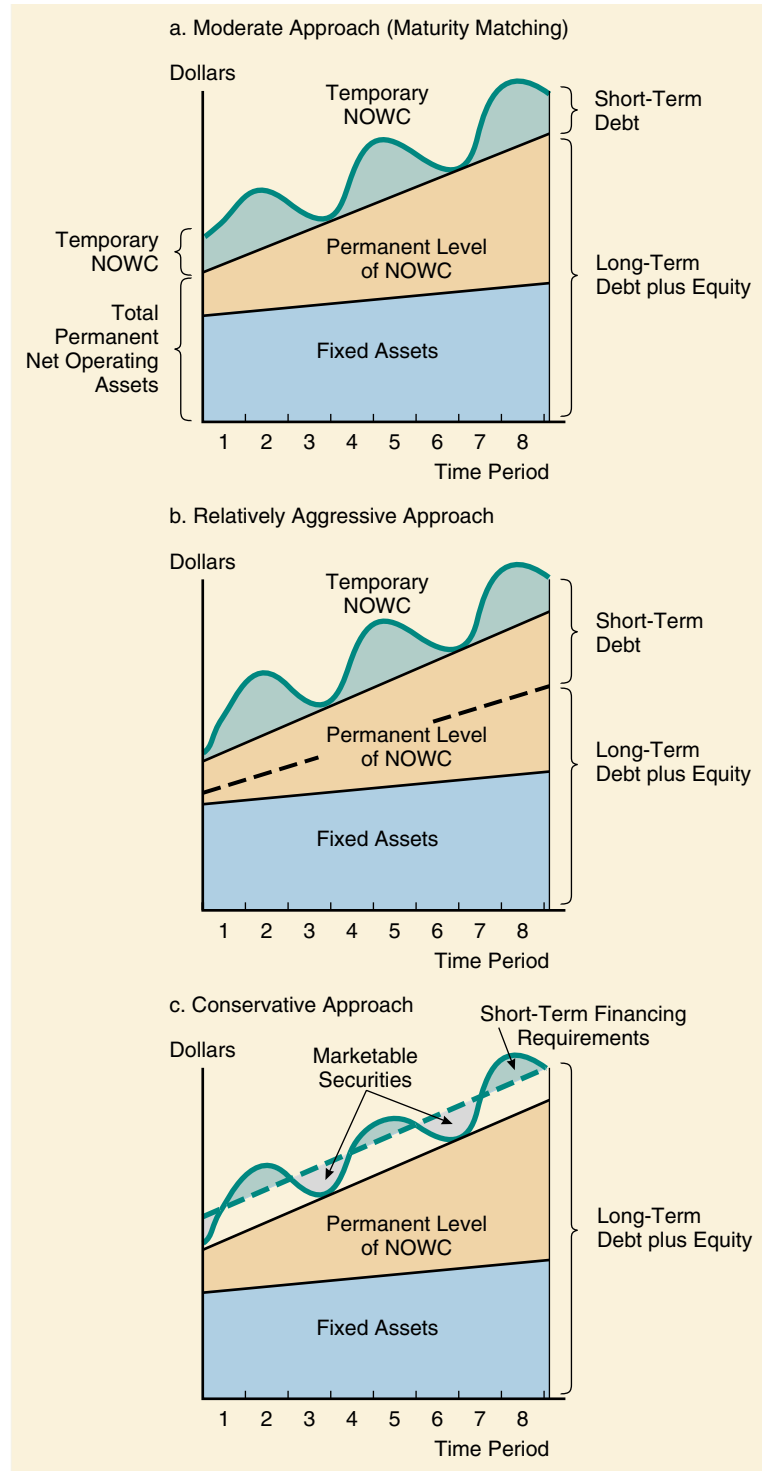 a. Moderate Approach (Maturity Matching)
Dollars
Temporary
NOWC
Short-Term
Debt
Temporary
NOWC
Permanent Level
of NOWC
Long-Term
Debt plus Equity
Total
Permanent
Net Operating
Assets
Fixed Assets
1 2 3 4 5 6 7 8
Time Period
b. Relatively Aggressive Approach
Dollars
Temporary
NOWC
Short-Term
Debt
Permanent Level
of NOWC
Long-Term
Debt plus Equity
Fixed Assets
1 2 3 4 5 6 7 8
Time Period
c. Conservative Approach
Short-Term Financing
Requirements
Dollars
Marketable
Securities
Permanent Level
of NOWC
Long-Term
Debt plus Equity
Fixed Assets
1 2 3 4 5 6 7 8
Time Period